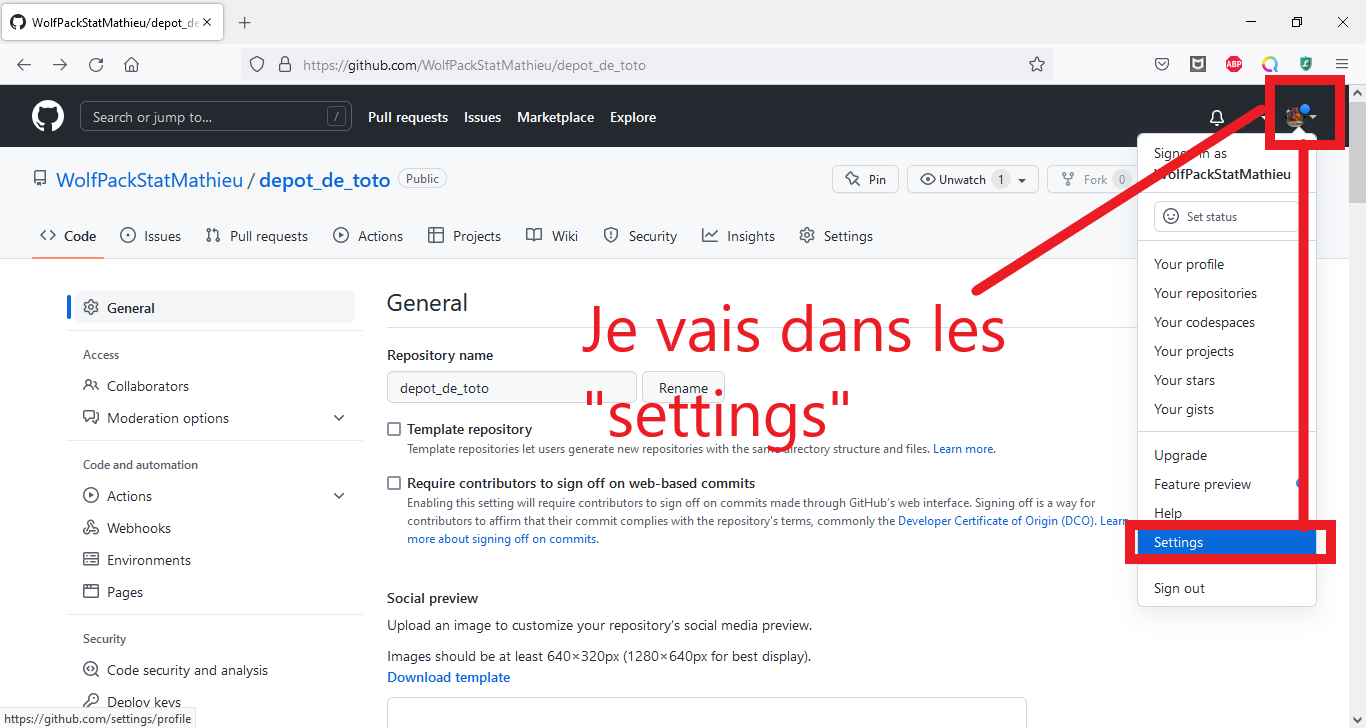 WolfPackStatMathieu/depot_de
https://github.com/WolfPackStatMathieu/depot_de_toto
ABP
Search or jump to...
/
Pull requests
Issues
Marketplace
Explore
WolfPackStatMathieu / depot_de_toto
Public
Pin
Unwatch 1
Fork 0
Code
Issues
Pull requests
Actions
Projects
Wiki
Security
Insights
Settings
General
Access
Collaborators
Moderation options
Code and automation
Actions
Webhooks
Environments
Pages
Security
Code security and analysis
Deploy keys
https://github.com/settings/profile
General
Repository name
depot_de_toto
Rename
Template repository
Template repositories let users generate new repositories with the same directory structure and files. Learn more.
Require contributors to sign off on web-based commits
Enabling this setting will require contributors to sign off on commits made through GitHub's web interface. Signing off is a way for
contributors to affirm that their commit complies with the repository's terms, commonly the Developer Certificate of Origin (DCO). Learn
more about signing off on commits.
Social preview
Upload an image to customize your repository's social media preview.
Images should be at least 640×320px (1280×640px for best display).
Download template
Je vais dans les
"settings"
Signed in as
WolfPackStatMathieu
Set status
Your profile
Your repositories
Your codespaces
Your projects
Your stars
Your gists
Upgrade
Feature preview
Help
Settings
Sign out